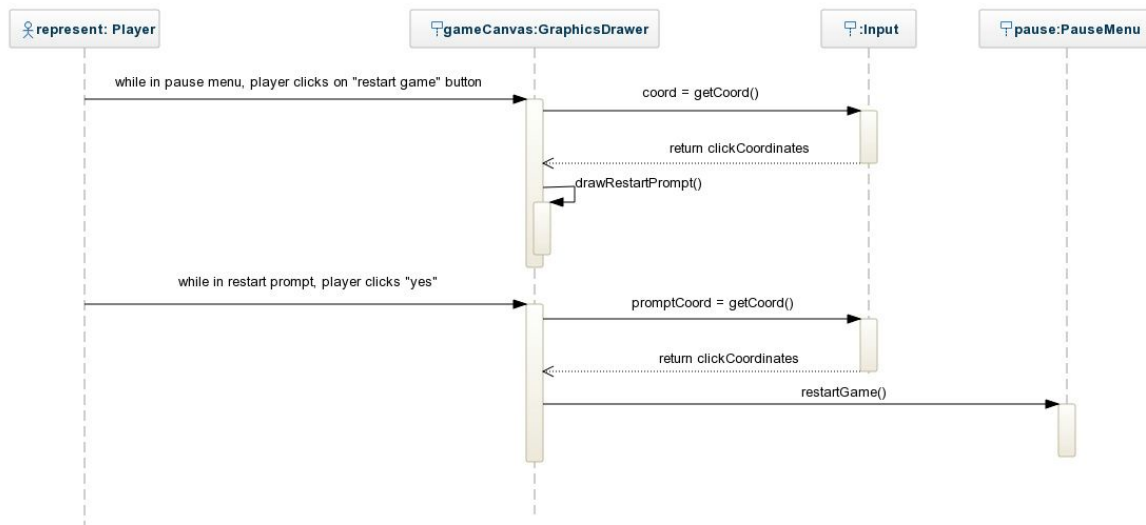 represent: Player
gameCanvas:GraphicsDrawer
:Input
pause:PauseMenu
while in pause menu, player clicks on "restart game" button
coord = getCoord()
return clickCoordinates
drawRestartPrompt()
while in restart prompt, player clicks "yes"
promptCoord = getCoord()
return clickCoordinates
restartGame()